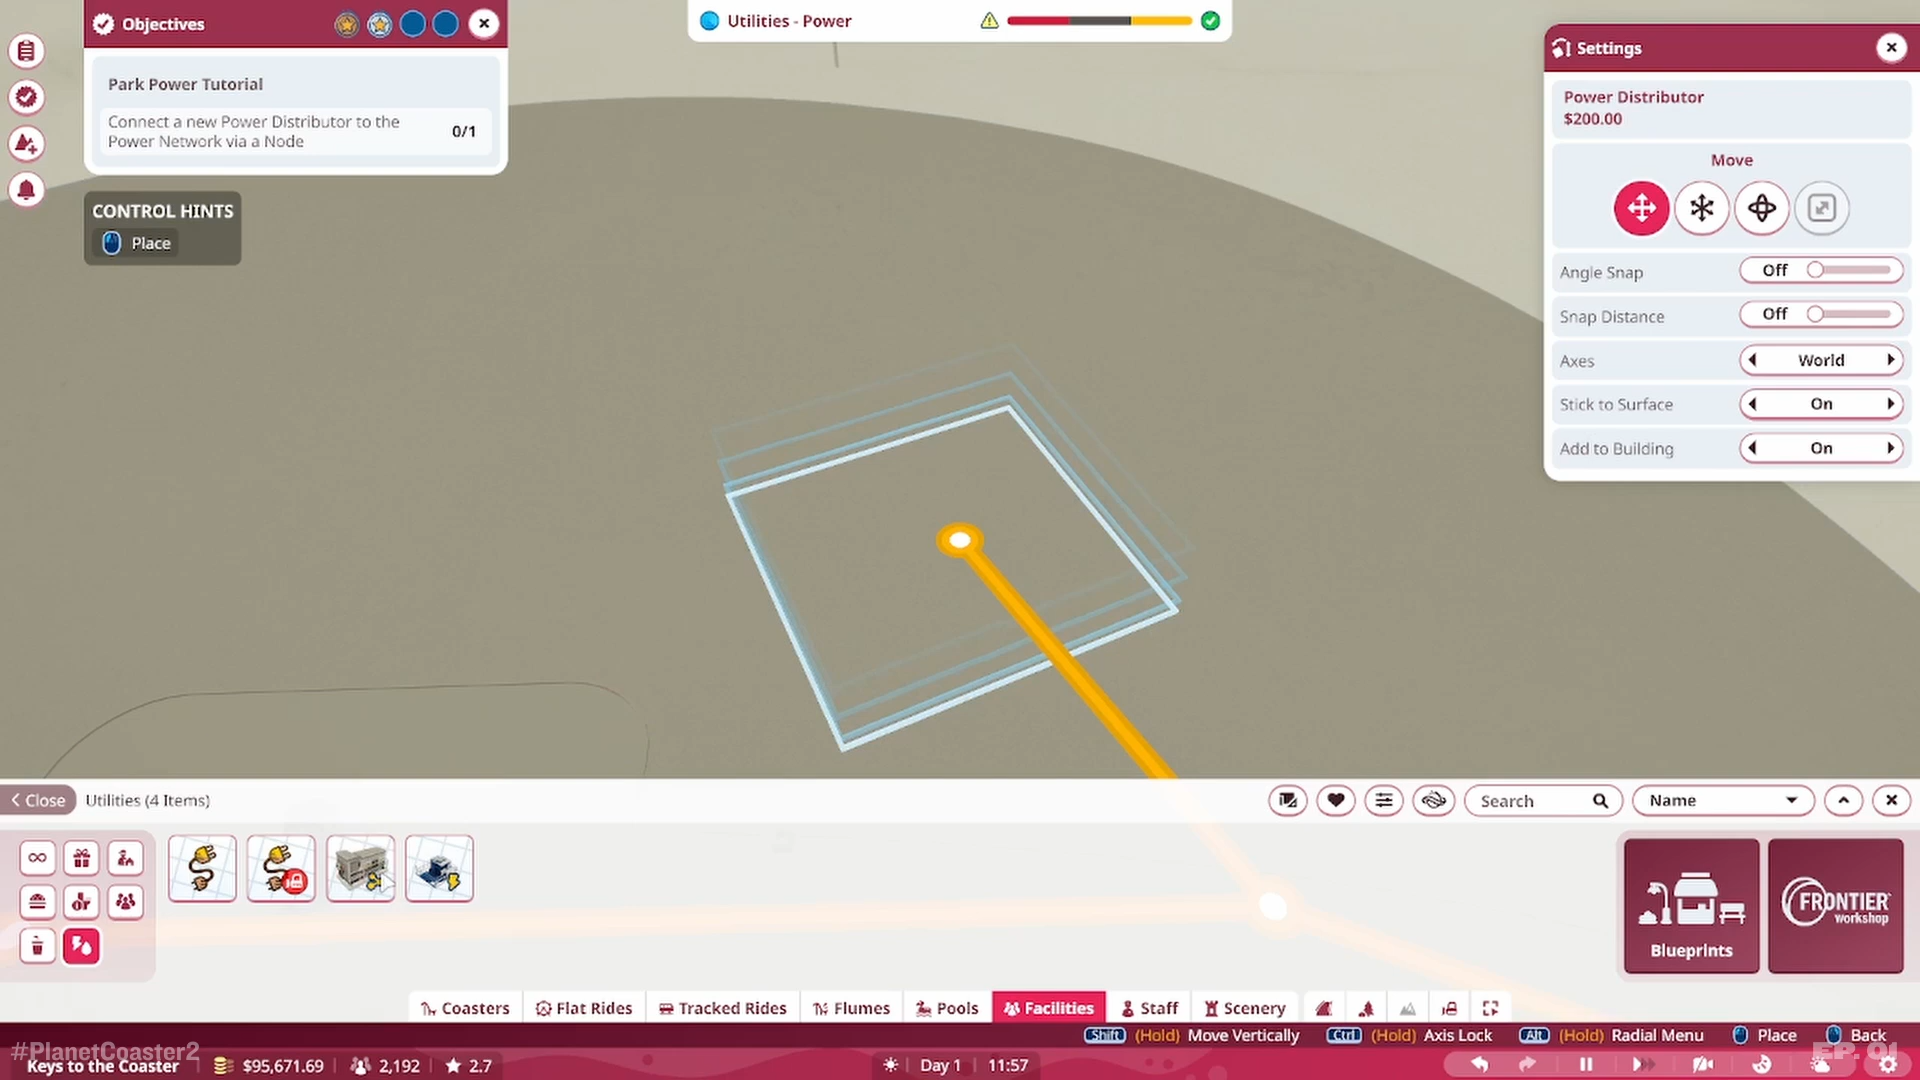 Objectives
Utilities - Power
Settings
Park Power Tutorial
Connect a new Power Distributor to the
Power Network via a Node
0/1
Power Distributor
$200.00
Move
CONTROL HINTS
Place
Angle Snap Off
Snap Distance Off
Axes World
Stick to Surface On
Add to Building On
Close Utilities (4 Items) Search Name
Blueprints
FRONTIER
workshop
Coasters Flat Rides Tracked Rides Flumes Pools Facilities Staff Scenery
Shift (Hold) Move Vertically Ctrl (Hold) Axis Lock Alt (Hold) Radial Menu Place Back
#PlanetCoaster2
EP. 01
Keys to the Coaster $95,671.69 2,192 2.7 Day 1 11:57